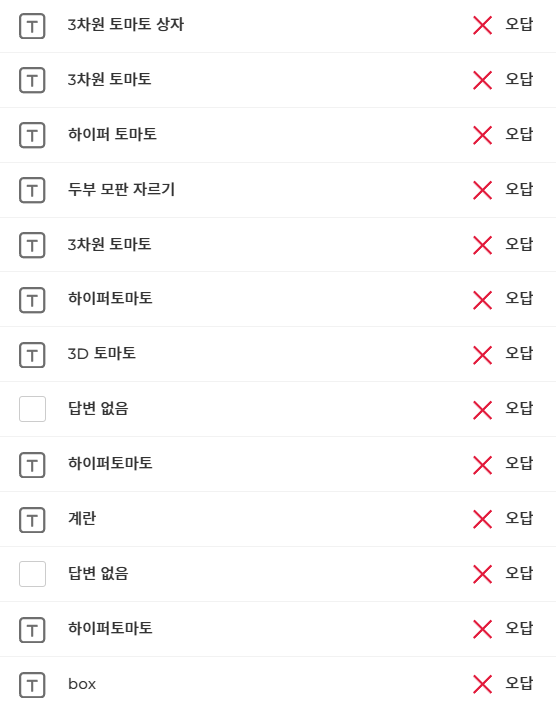 T 3차원 토마토 상자 오답
T 3차원 토마토 오답
T 하이퍼 토마토 오답
T 두부 모판 자르기 오답
T 3차원 토마토 오답
T 하이퍼토마토 오답
T 3D 토마토 오답
답변 없음 오답
T 하이퍼토마토 오답
T 계란 오답
답변 없음 오답
T 하이퍼토마토 오답
T box 오답